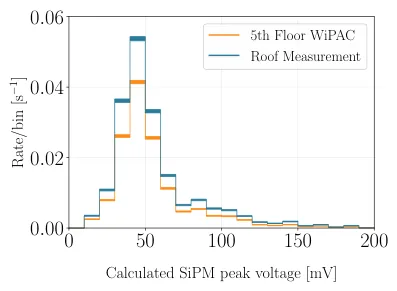 0.06
5th Floor WiPAC
Roof Measurement
0.04
Rate/bin [s⁻¹]
0.02
0.00
0 50 100 150 200
Calculated SiPM peak voltage [mV]